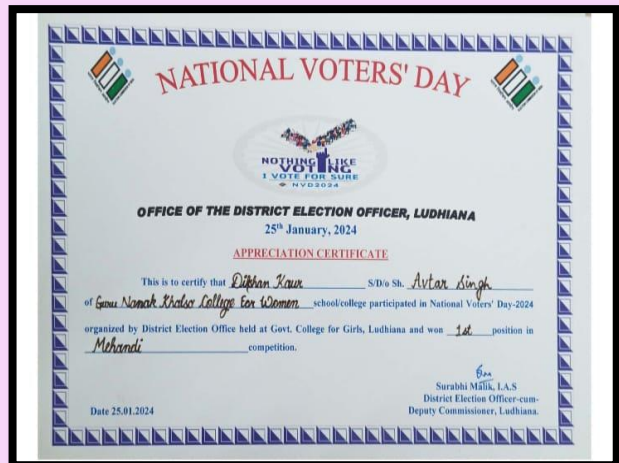 NATIONAL VOTERS' DAY
NOTHING LIKE
VOTING
I VOTE FOR SURE
NVD2024
OFFICE OF THE DISTRICT ELECTION OFFICER, LUDHIANA
25th January, 2024
APPRECIATION CERTIFICATE
This is to certify that Dikhan Kaur S/D/o Sh. Avtar Singh
of Guru Nanak Khalsa College For Women school/college participated in National Voters' Day-2024
organized by District Election Office held at Govt. College for Girls, Ludhiana and won 1st position in
Mehandi competition.
Surabhi Malik, I.A.S
District Election Officer-cum-
Date 25.01.2024 Deputy Commissioner, Ludhiana.